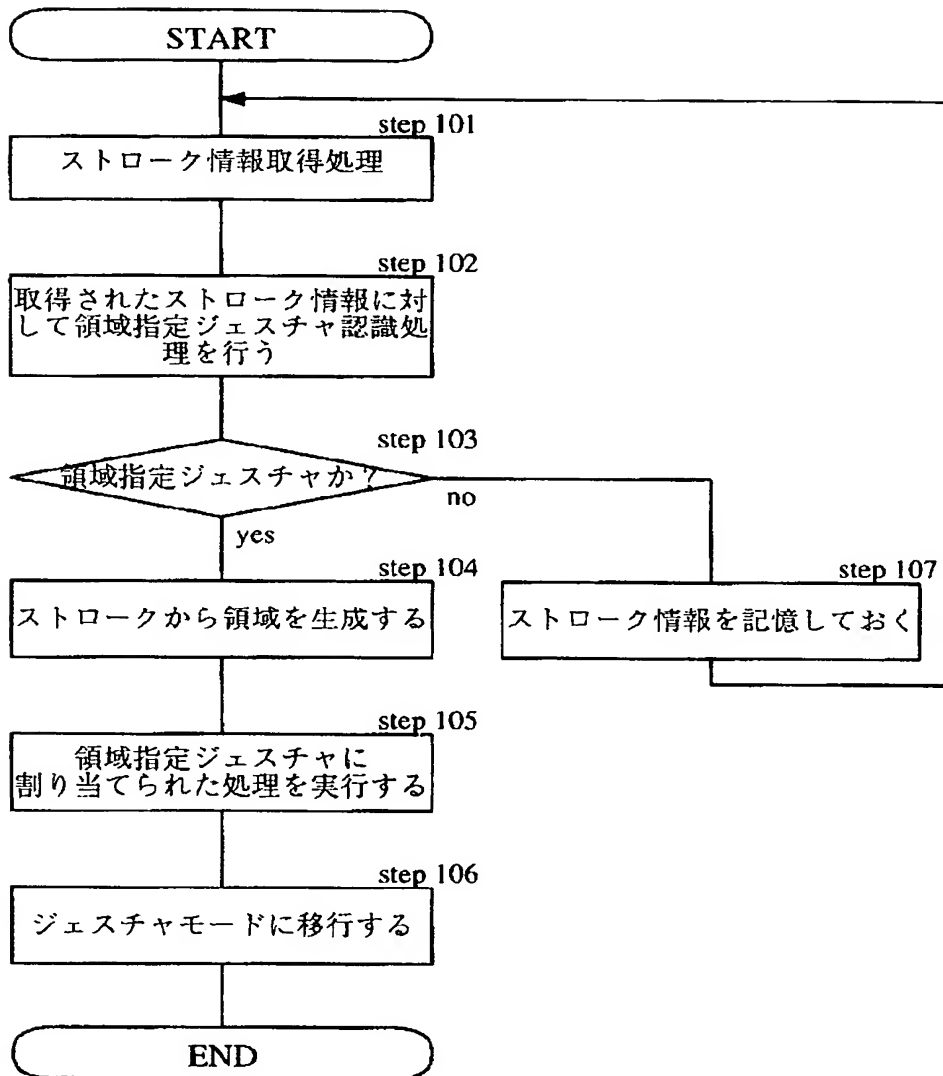 START
step 101
ストローク情報取得処理
step 102
取得されたストローク情報に対
して領域指定ジェスチャ認識処
理を行う
step 103
領域指定ジェスチャか?
no
yes
step 104
ストロークから領域を生成する
step 107
ストローク情報を記憶しておく
step 105
領域指定ジェスチャに
割り当てられた処理を実行する
step 106
ジェスチャモードに移行する
END